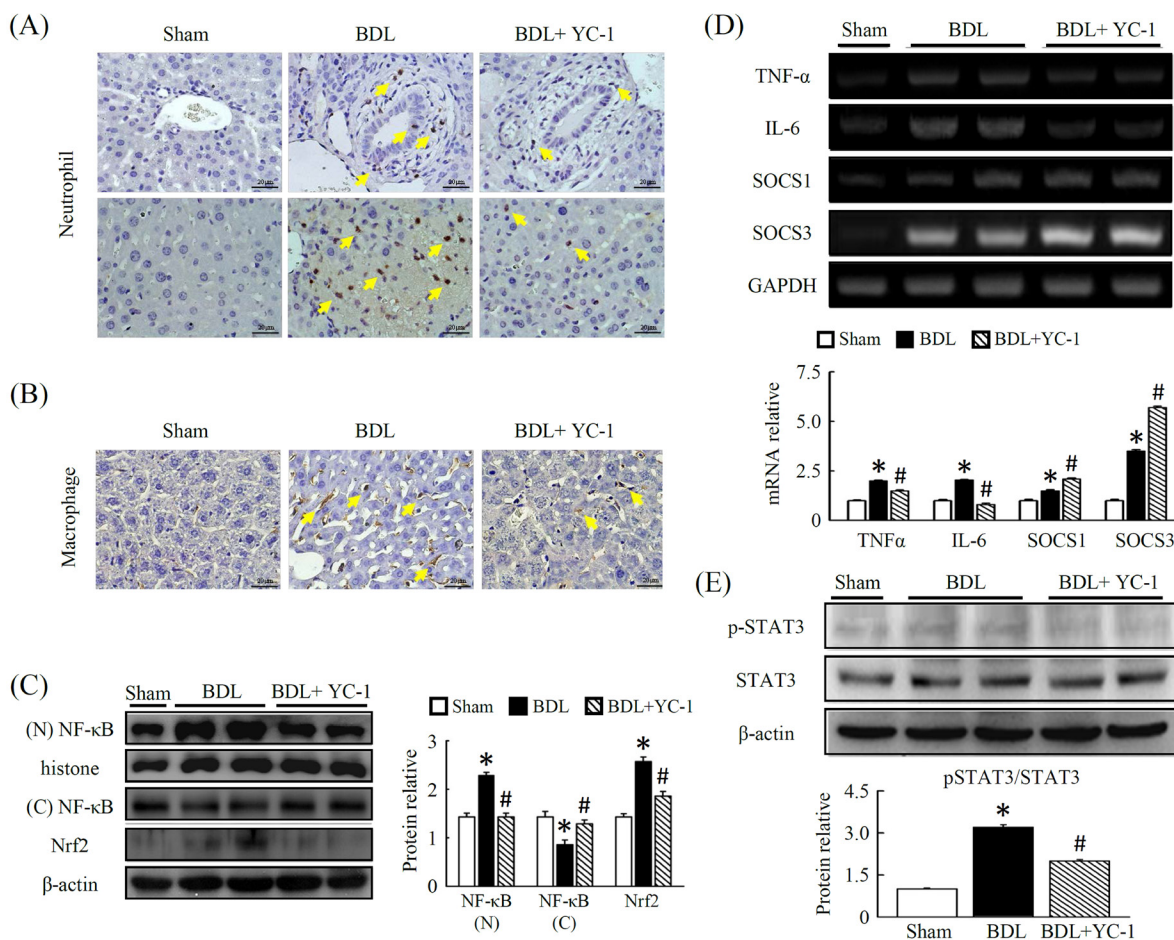 (A)
Sham BDL BDL+ YC-1
Neutrophil
20μm 20μm 20μm
20μm 20μm 20μm
(B)
Sham BDL BDL+ YC-1
Macrophage
20μm 20μm 20μm
(C)
Sham BDL BDL+ YC-1
(N) NF-κB
histone
(C) NF-κB
Nrf2
β-actin
Sham BDL BDL+YC-1
Protein relative
3
2
1
0
* # * # * #
NF-κB (N)
NF-κB (C)
Nrf2
(D)
Sham BDL BDL+ YC-1
TNF-α
IL-6
SOCS1
SOCS3
GAPDH
Sham BDL BDL+YC-1
mRNA relative
7.5
5.0
2.5
0
* # * # * # * #
TNFα IL-6 SOCS1 SOCS3
(E)
Sham BDL BDL+ YC-1
p-STAT3
STAT3
β-actin
pSTAT3/STAT3
Protein relative
4.5
3.0
1.5
0
* #
Sham BDL BDL+YC-1